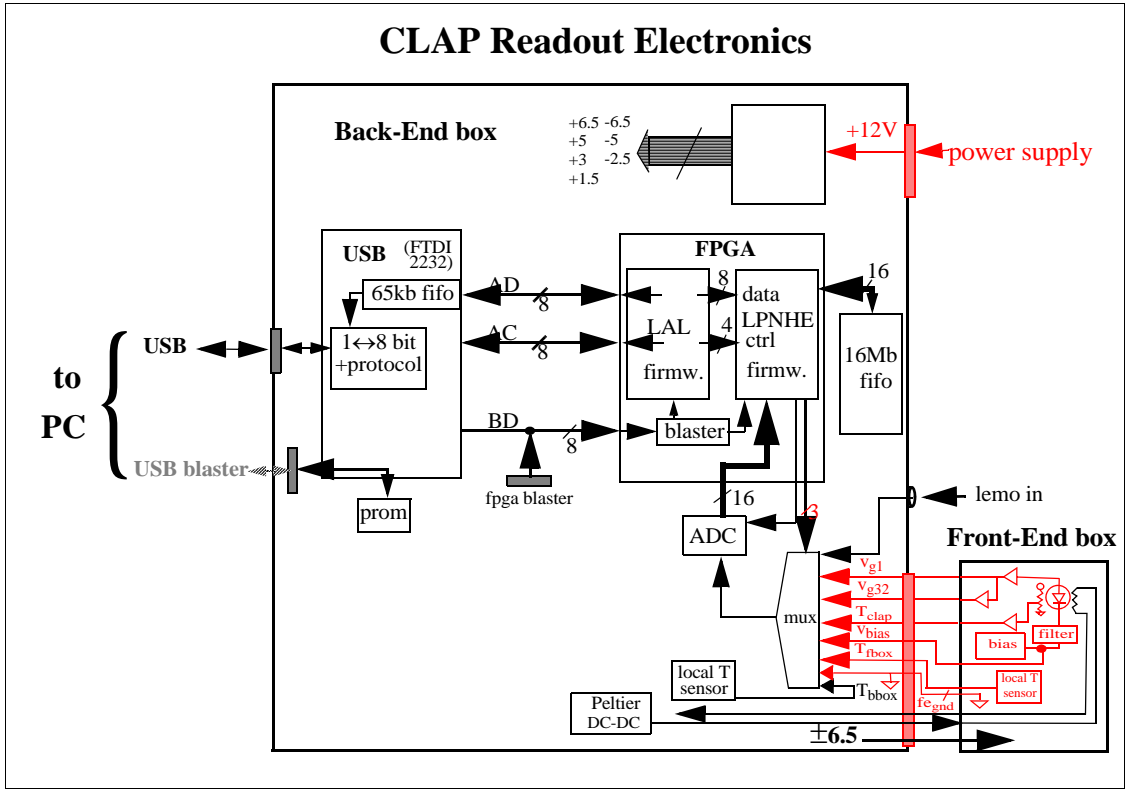 CLAP Readout Electronics
Back-End box
+6.5 -6.5
+5 -5
+3 -2.5
+1.5
+12V
power supply
USB (FTDI 2232)
65kb fifo
1↔8 bit
+protocol
AD
8
AC
8
BD
8
FPGA
LAL
firmw.
8
data
LPNHE
4
ctrl
firmw.
blaster
16
16Mb
fifo
to
PC
USB
USB blaster
prom
fpga blaster
16
3
ADC
lemo in
Front-End box
mux
vg1
vg32
Tclap
vbias
Tfbox
fegnd
Tbbox
bias
filter
local T
sensor
local T
sensor
Peltier
DC-DC
±6.5